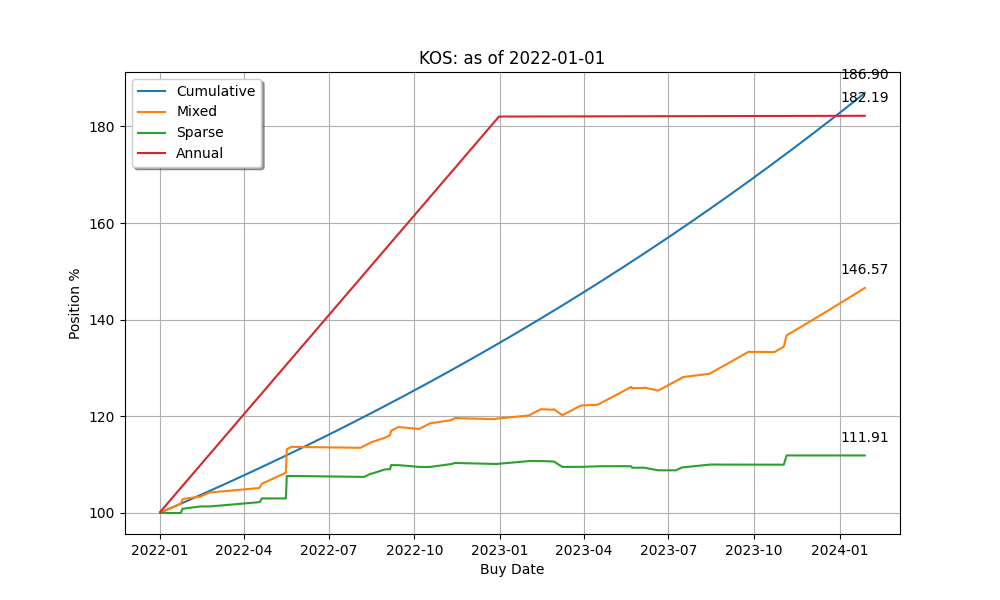 KOS: as of 2022-01-01
186.90
182.19
146.57
111.91
Cumulative
Mixed
Sparse
Annual
180
160
140
120
100
Position %
2022-01 2022-04 2022-07 2022-10 2023-01 2023-04 2023-07 2023-10 2024-01
Buy Date